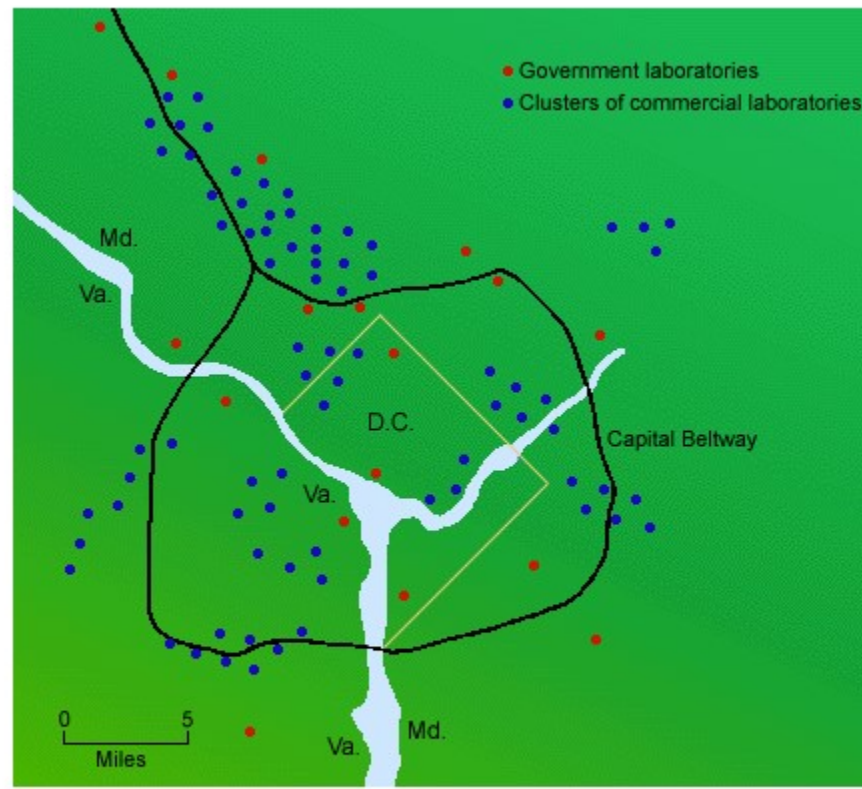 Government laboratories
Clusters of commercial laboratories
Md.
Va.
D.C.
Capital Beltway
Va.
0 5
Miles
Va.
Md.